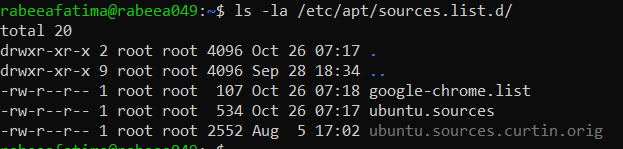 rabeeafatima@rabeea049:~$ ls -la /etc/apt/sources.list.d/
total 20
drwxr-xr-x 2 root root 4096 Oct 26 07:17 .
drwxr-xr-x 9 root root 4096 Sep 28 18:34 ..
-rw-r--r-- 1 root root  107 Oct 26 07:18 google-chrome.list
-rw-r--r-- 1 root root  534 Oct 26 07:17 ubuntu.sources
-rw-r--r-- 1 root root 2552 Aug  5 17:02 ubuntu.sources.curtin.orig
rabeeafatima@rabeea049:~$